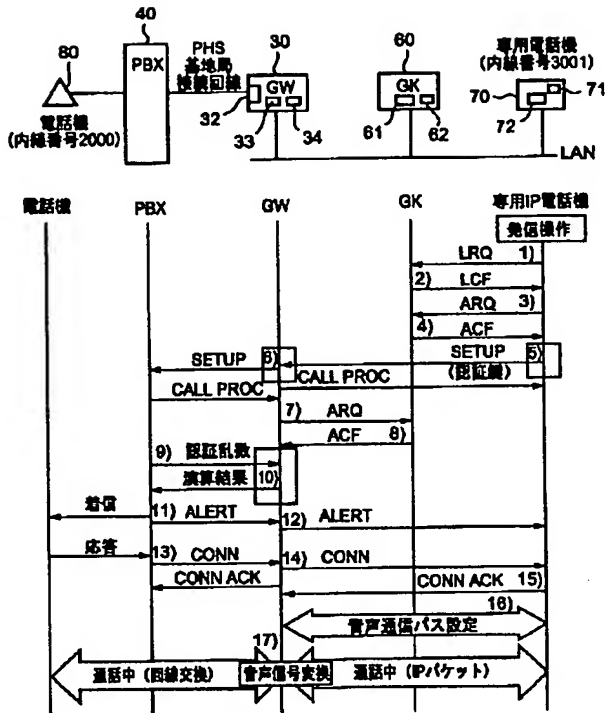 40
80
PBX
PHS
基地局
接続回線
30
GW
32
33
34
60
GK
61
62
専用電話機
(内線番号3001)
70
71
72
電話機
(内線番号2000)
LAN
電話機
PBX
GW
GK
専用IP電話機
発信操作
LRQ 1)
2) LCF
ARQ 3)
4) ACF
SETUP 5)
(認証鍵)
SETUP 6)
CALL PROC
CALL PROC
7) ARQ
ACF 8)
9) 認証乱数
演算結果 10)
着信
11) ALERT
12) ALERT
応答
13) CONN
14) CONN
CONN ACK
CONN ACK 15)
16)
音声通信パス設定
17)
通話中 (回線交換)
音声信号変換
通話中 (IPパケット)